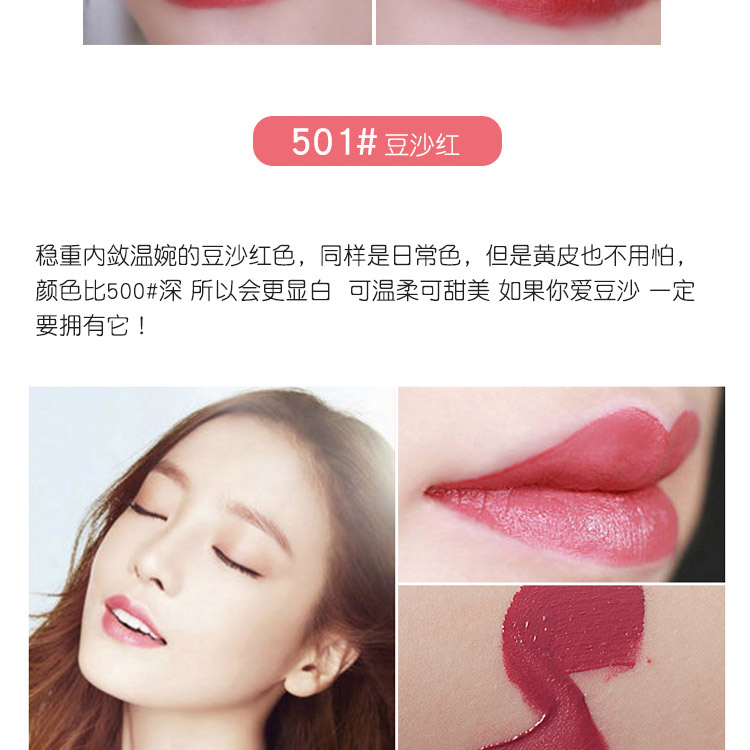 501# 豆沙红
稳重内敛温婉的豆沙红色，同样是日常色，但是黄皮也不用怕，
颜色比500#深 所以会更显白  可温柔可甜美 如果你爱豆沙 一定
要拥有它！